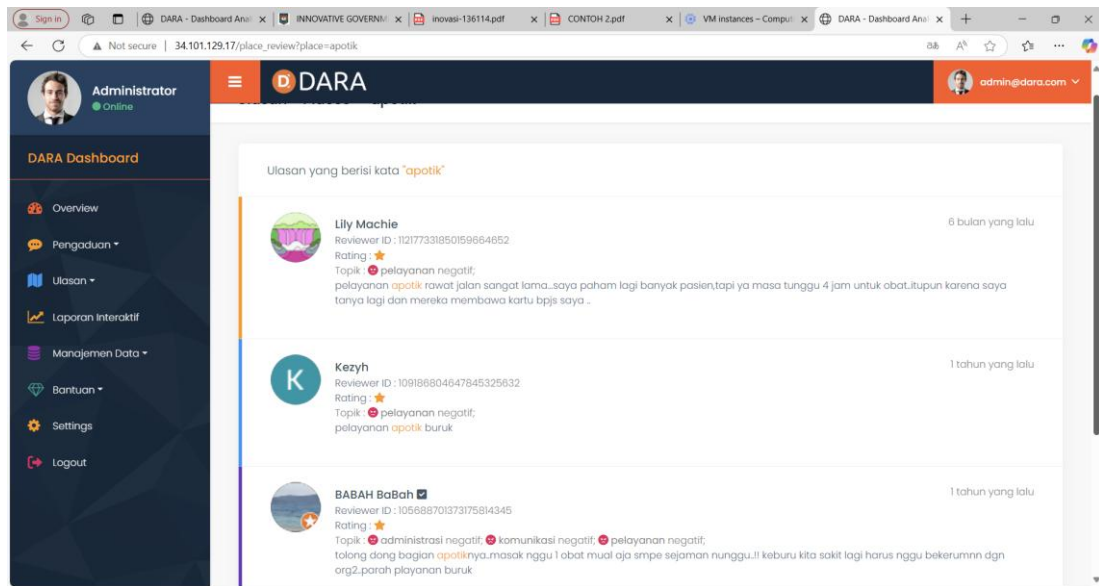 Sign in
DARA - Dashboard Anal
INNOVATIVE GOVERNM
inovasi-136114.pdf
CONTOH 2.pdf
VM instances – Comput
DARA - Dashboard Anal
Not secure | 34.101.129.17/place_review?place=apotik
Administrator
Online
DARA
admin@dara.com
DARA Dashboard
Overview
Pengaduan
Ulasan
Laporan Interaktif
Manajemen Data
Bantuan
Settings
Logout
Ulasan yang berisi kata "apotik"
Lily Machie
6 bulan yang lalu
Reviewer ID : 112177331850159664652
Rating :
Topik : pelayanan negatif;
pelayanan apotik rawat jalan sangat lama...saya paham lagi banyak pasien,tapi ya masa tunggu 4 jam untuk obat..itupun karena saya
tanya lagi dan mereka membawa kartu bpjs saya ..
K
Kezyh
1 tahun yang lalu
Reviewer ID : 109186804647845325632
Rating :
Topik : pelayanan negatif;
pelayanan apotik buruk
BABAH BaBah
1 tahun yang lalu
Reviewer ID : 105688701373175814345
Rating :
Topik : administrasi negatif; komunikasi negatif; pelayanan negatif;
tolong dong bagian apotiknya..masak nggu 1 obat mual aja smpe sejaman nunggu..!! keburu kita sakit lagi harus nggu bekerumnn dgn
org2..parah playanan buruk